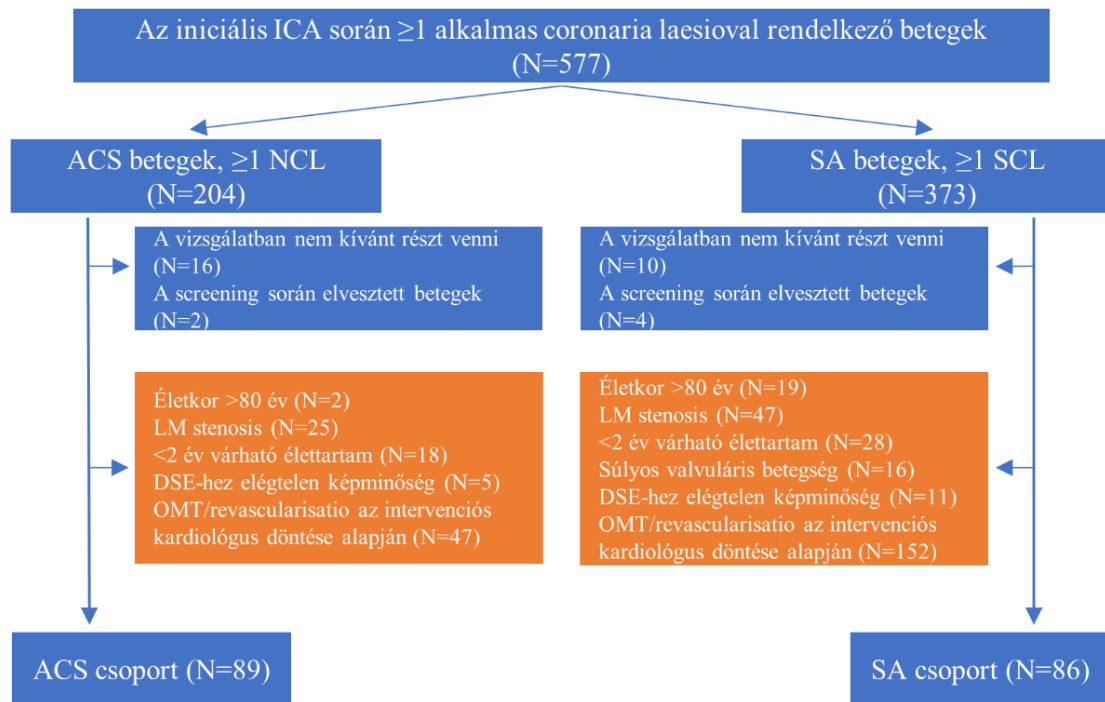 Az iniciális ICA során ≥1 alkalmas coronaria laesioval rendelkező betegek
(N=577)
ACS betegek, ≥1 NCL
(N=204)
SA betegek, ≥1 SCL
(N=373)
A vizsgálatban nem kívánt részt venni
(N=16)
A screening során elvesztett betegek
(N=2)
A vizsgálatban nem kívánt részt venni
(N=10)
A screening során elvesztett betegek
(N=4)
Életkor >80 év (N=2)
LM stenosis (N=25)
<2 év várható élettartam (N=18)
DSE-hez elégtelen képminőség (N=5)
OMT/revascularisatio az intervenciós
kardiológus döntése alapján (N=47)
Életkor >80 év (N=19)
LM stenosis (N=47)
<2 év várható élettartam (N=28)
Súlyos valvuláris betegség (N=16)
DSE-hez elégtelen képminőség (N=11)
OMT/revascularisatio az intervenciós
kardiológus döntése alapján (N=152)
ACS csoport (N=89)
SA csoport (N=86)